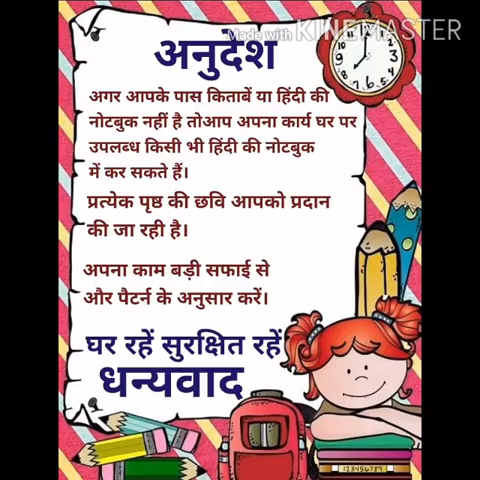 Made with KINEMASTER
अनुदेश
अगर आपके पास किताबें या हिंदी की
नोटबुक नहीं है तोआप अपना कार्य घर पर
उपलब्ध किसी भी हिंदी की नोटबुक
में कर सकते हैं।
प्रत्येक पृष्ठ की छवि आपको प्रदान
की जा रही है।
अपना काम बड़ी सफाई से
और पैटर्न के अनुसार करें।
घर रहें सुरक्षित रहें
धन्यवाद
123456789